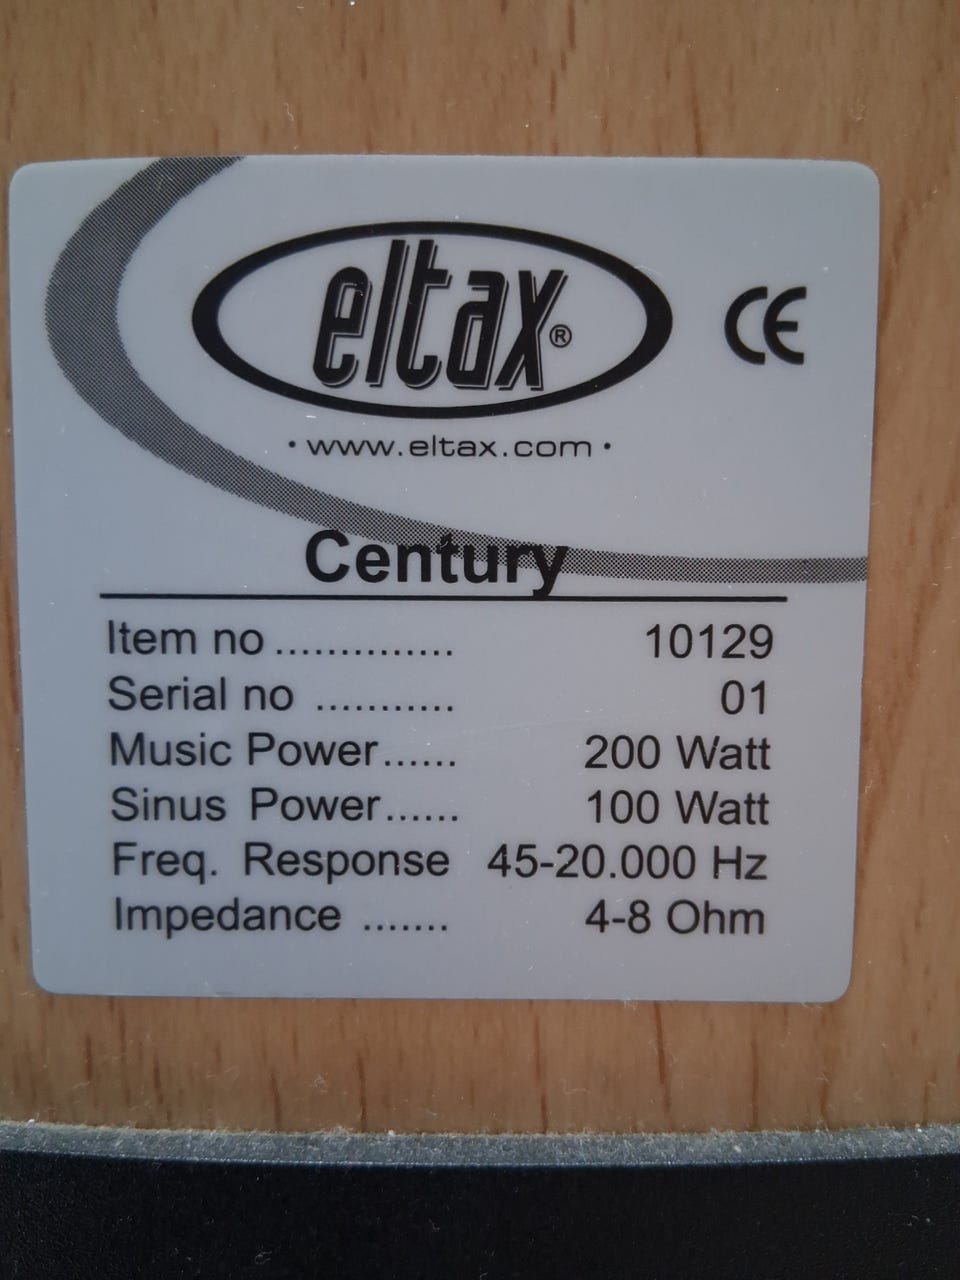 eltax®
CE
· www.eltax.com ·
Century
Item no .............. 10129
Serial no ........... 01
Music Power...... 200 Watt
Sinus Power...... 100 Watt
Freq. Response 45-20.000 Hz
Impedance ....... 4-8 Ohm